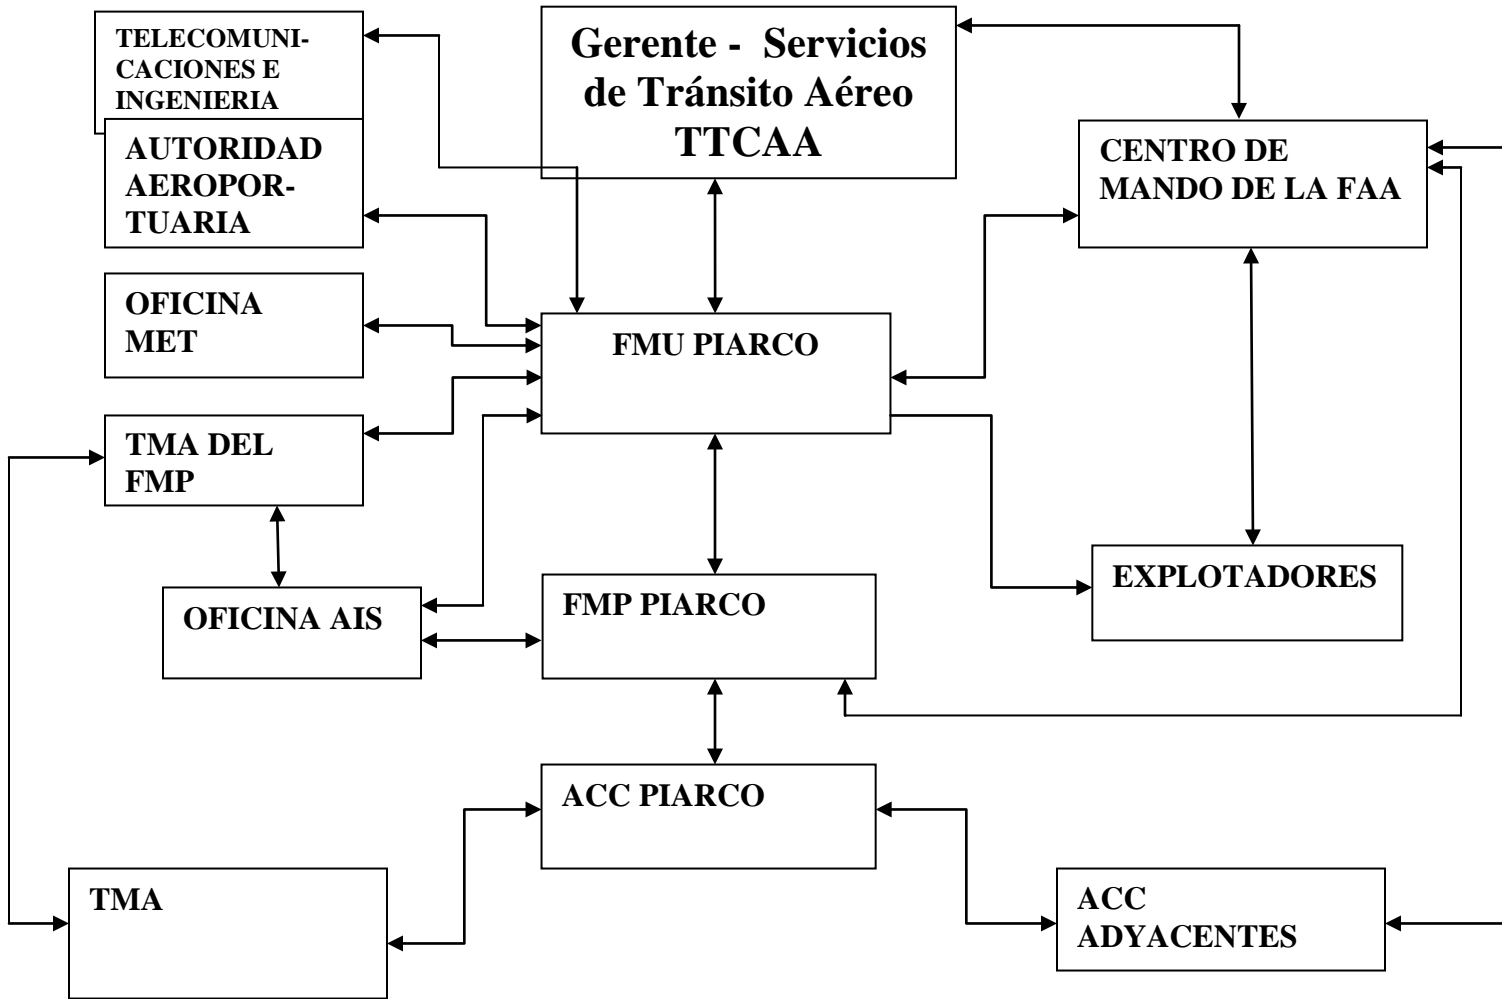 TELECOMUNI-
CACIONES E
INGENIERIA
Gerente - Servicios
de Tránsito Aéreo
TTCAA
AUTORIDAD
AEROPOR-
TUARIA
CENTRO DE
MANDO DE LA FAA
OFICINA
MET
FMU PIARCO
TMA DEL
FMP
OFICINA AIS
FMP PIARCO
EXPLOTADORES
ACC PIARCO
TMA
ACC
ADYACENTES